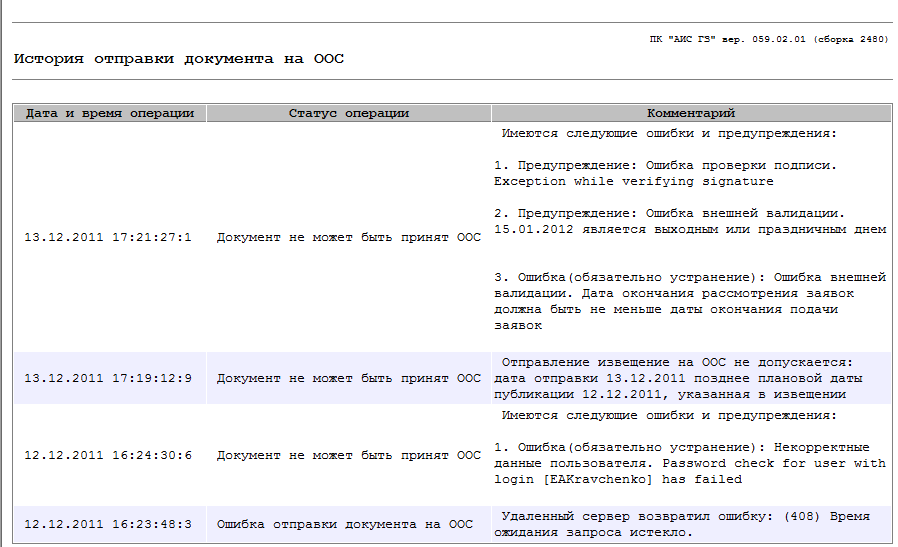 ПК "АИС ГЗ" вер. 059.02.01 (сборка 2480)
История отправки документа на ООС
Дата и время операции Статус операции Комментарий
Имеются следующие ошибки и предупреждения:
1. Предупреждение: Ошибка проверки подписи.
Exception while verifying signature
2. Предупреждение: Ошибка внешней валидации.
15.01.2012 является выходным или праздничным днем
13.12.2011 17:21:27:1 Документ не может быть принят ООС
3. Ошибка(обязательно устранение): Ошибка внешней
валидации. Дата окончания рассмотрения заявок
должна быть не меньше даты окончания подачи
заявок
Отправление извещение на ООС не допускается:
13.12.2011 17:19:12:9 Документ не может быть принят ООС дата отправки 13.12.2011 позднее плановой даты
публикации 12.12.2011, указанная в извещении
Имеются следующие ошибки и предупреждения:
1. Ошибка(обязательно устранение): Некорректные
12.12.2011 16:24:30:6 Документ не может быть принят ООС
данные пользователя. Password check for user with
login [EAKravchenko] has failed
Удаленный сервер возвратил ошибку: (408) Время
12.12.2011 16:23:48:3 Ошибка отправки документа на ООС
ожидания запроса истекло.